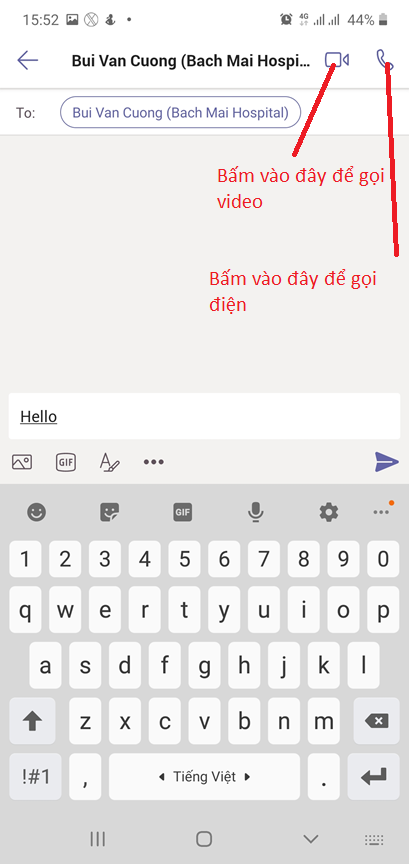 15:52
4G 44%
Bui Van Cuong (Bach Mai Hospi...
To: Bui Van Cuong (Bach Mai Hospital)
Bấm vào đây để gọi
video
Bấm vào đây để gọi
điện
Hello
GIF
GIF
1 2 3 4 5 6 7 8 9 0
q w e r t y u i o p
a s d f g h j k l
z x c v b n m
!#1 , Tiếng Việt .